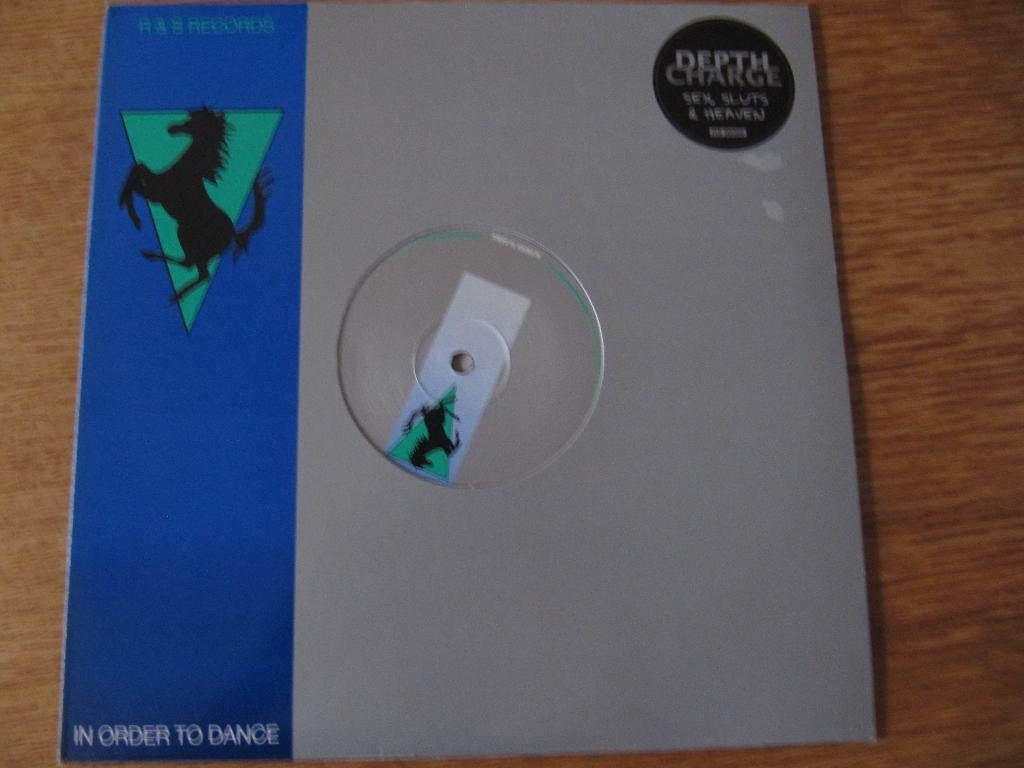 R & S RECORDS
DEPTH
CHARGE
SEX, SLUTS
& HEAVEN
IN ORDER TO DANCE